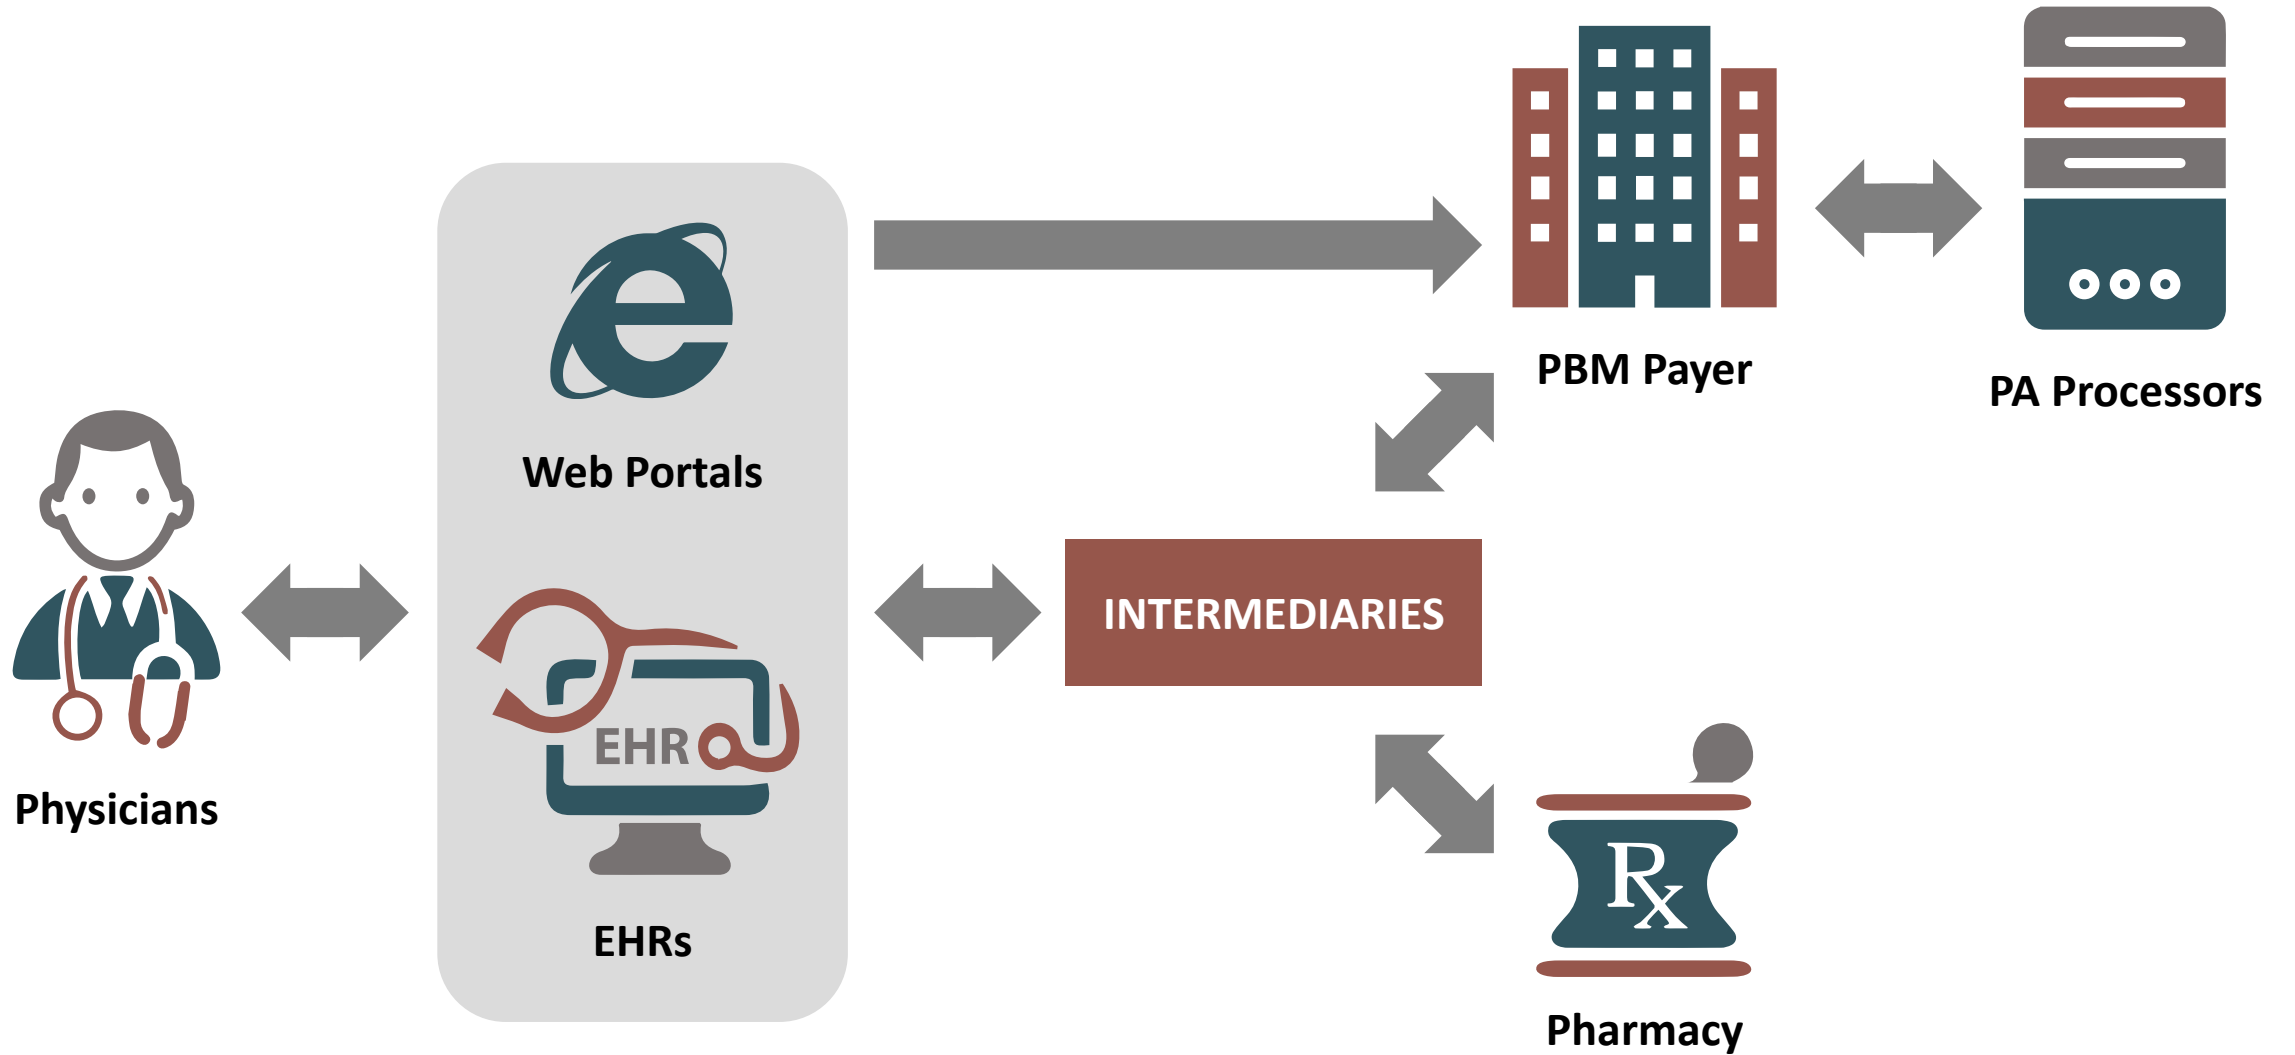 PBM Payer
PA Processors
Web Portals
Physicians
EHR
EHRs
INTERMEDIARIES
Rx
Pharmacy